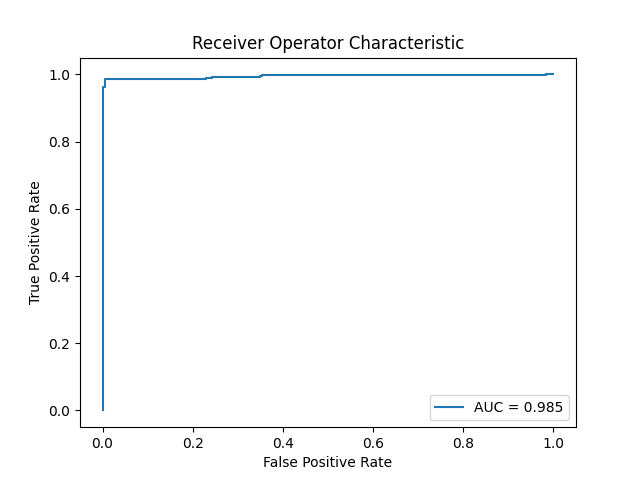 Receiver Operator Characteristic
1.0
0.8
0.6
0.4
0.2
0.0
True Positive Rate
AUC = 0.985
0.0 0.2 0.4 0.6 0.8 1.0
False Positive Rate